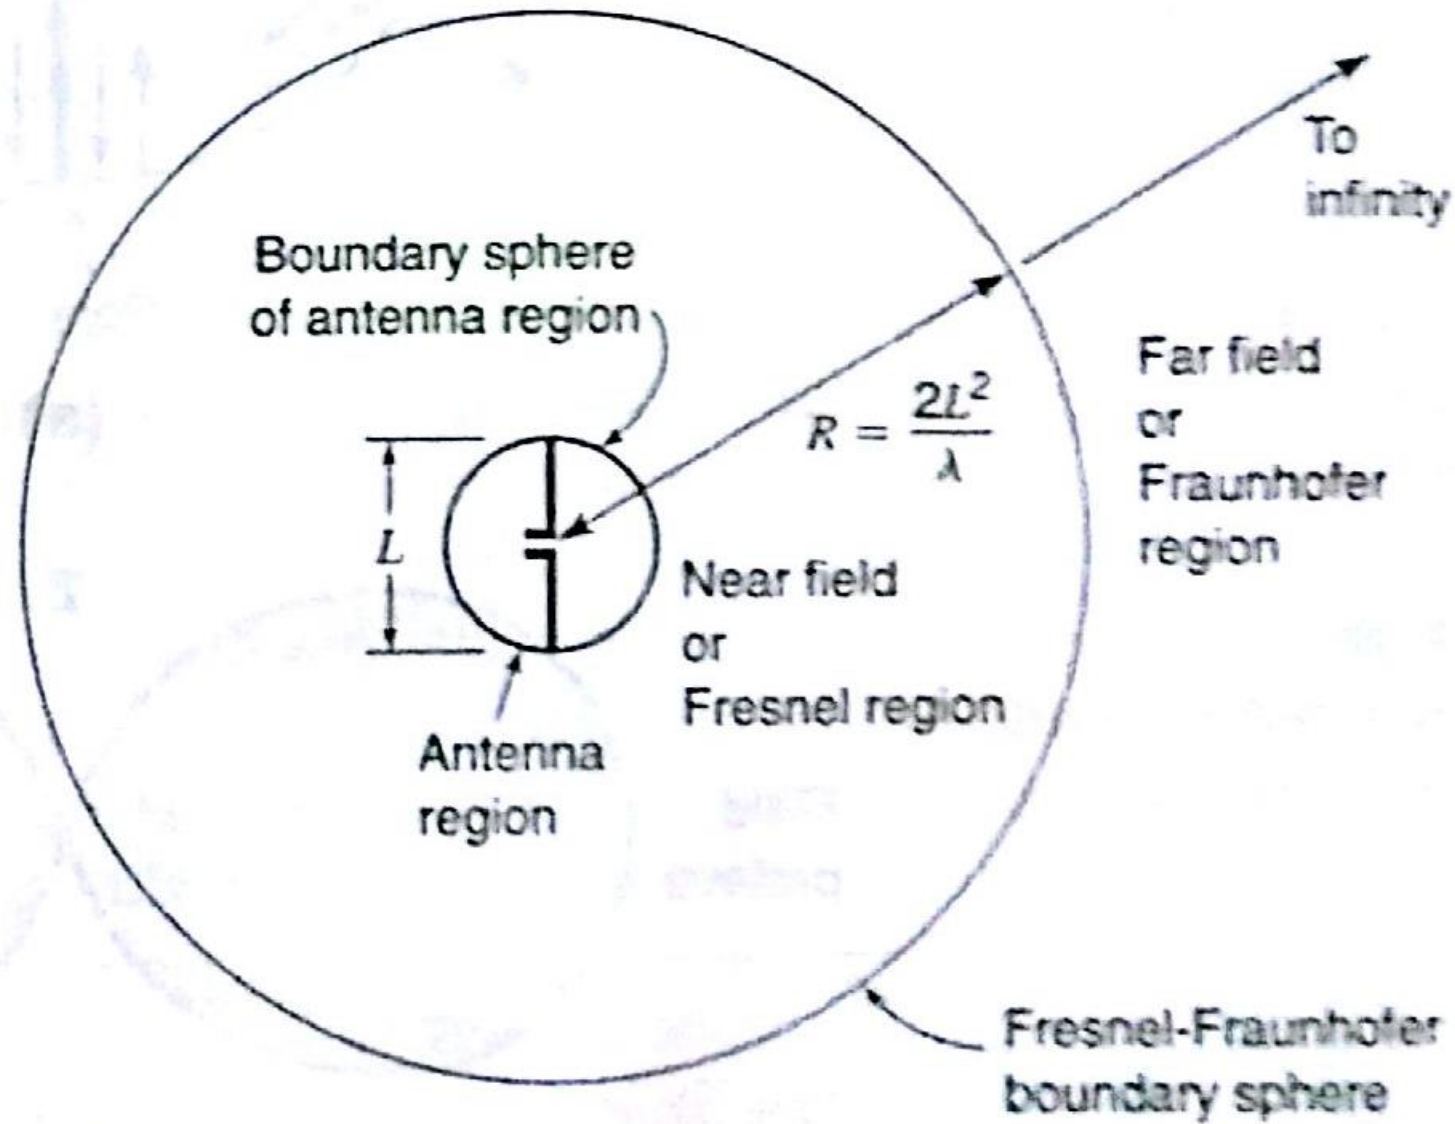 To
infinity
Boundary sphere
of antenna region
R = 2L²/λ
Far field
or
Fraunhofer
region
L
Near field
or
Fresnel region
Antenna
region
Fresnel-Fraunhofer
boundary sphere